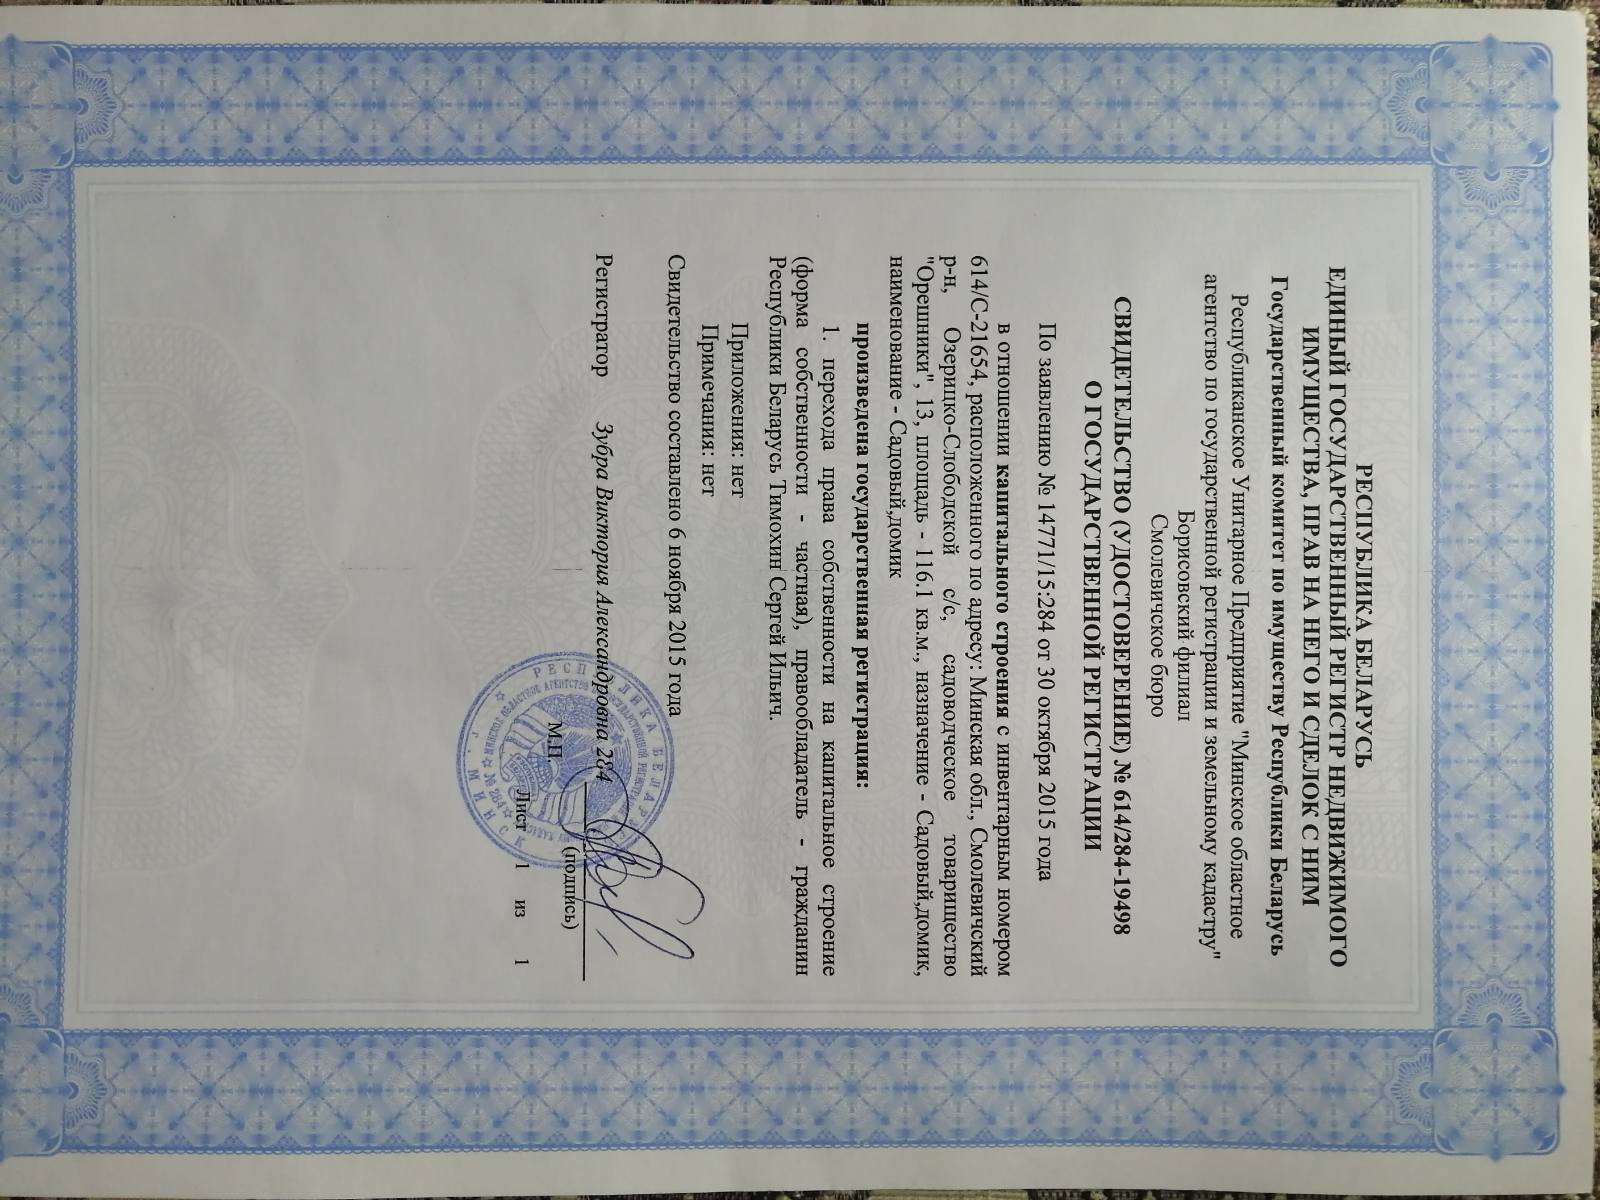 РЕСПУБЛИКА БЕЛАРУСЬ
ЕДИНЫЙ ГОСУДАРСТВЕННЫЙ РЕГИСТР НЕДВИЖИМОГО
ИМУЩЕСТВА, ПРАВ НА НЕГО И СДЕЛОК С НИМ
Государственный комитет по имуществу Республики Беларусь
Республиканское Унитарное Предприятие "Минское областное
агентство по государственной регистрации и земельному кадастру"
Борисовский филиал
Смолевичское бюро
СВИДЕТЕЛЬСТВО (УДОСТОВЕРЕНИЕ) № 614/284-19498
О ГОСУДАРСТВЕННОЙ РЕГИСТРАЦИИ
По заявлению № 14771/15:284 от 30 октября 2015 года
в отношении капитального строения с инвентарным номером
614/C-21654, расположенного по адресу: Минская обл., Смолевичский
р-н, Озерицко-Слободской с/с, садоводческое товарищество
"Орешники", 13, площадь - 116.1 кв.м., назначение - Садовый,домик,
наименование - Садовый,домик
произведена государственная регистрация:
1. перехода права собственности на капитальное строение
(форма собственности - частная), правообладатель - гражданин
Республики Беларусь Тимохин Сергей Ильич.
Приложения: нет
Примечания: нет
Свидетельство составлено 6 ноября 2015 года
Регистратор Зубра Виктория Александровна 284
(подпись)
М.П.
Лист 1 из 1
РЕСПУБЛИКА БЕЛАРУСЬ
Г. МИНСК
№ 284